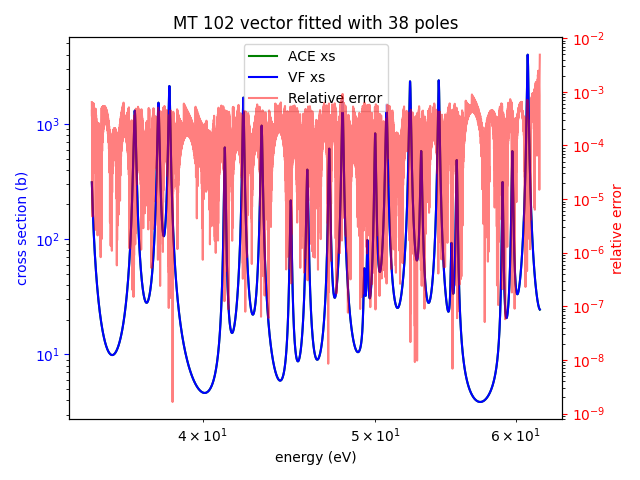 MT 102 vector fitted with 38 poles
ACE xs
VF xs
Relative error
cross section (b)
10³
10²
10¹
10⁻²
10⁻³
10⁻⁴
10⁻⁵
10⁻⁶
10⁻⁷
10⁻⁸
10⁻⁹
relative error
4 × 10¹
5 × 10¹
6 × 10¹
energy (eV)